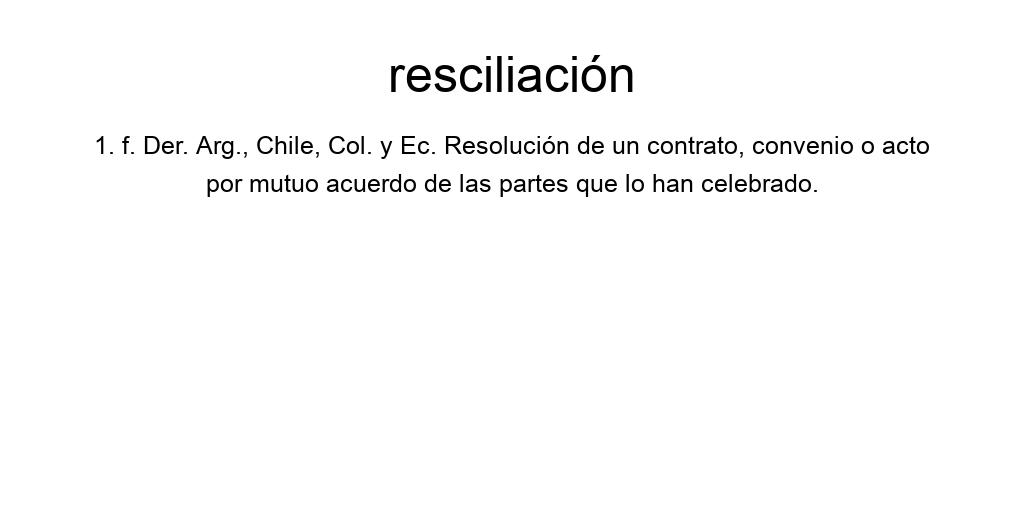 resciliación
1. f. Der. Arg., Chile, Col. y Ec. Resolución de un contrato, convenio o acto
por mutuo acuerdo de las partes que lo han celebrado.